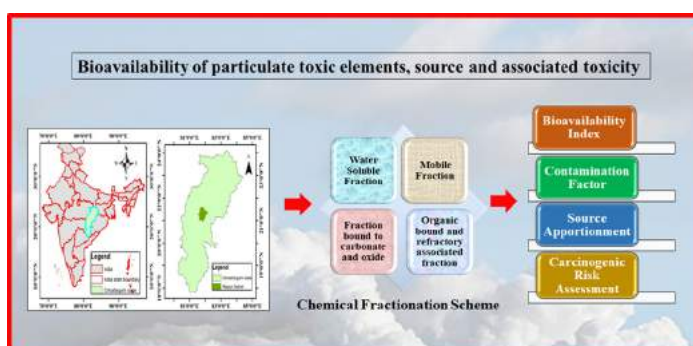 Bioavailability of particulate toxic elements, source and associated toxicity
Legend
India
Legend
Water
Soluble
Fraction
Mobile
Fraction
Fraction
bound to
carbonate
and oxide
Organic
bound and
refractory
associated
fraction
Chemical Fractionation Scheme
Bioavailability
Index
Contamination
Factor
Source
Apportionment
Carcinogenic
Risk
Assessment